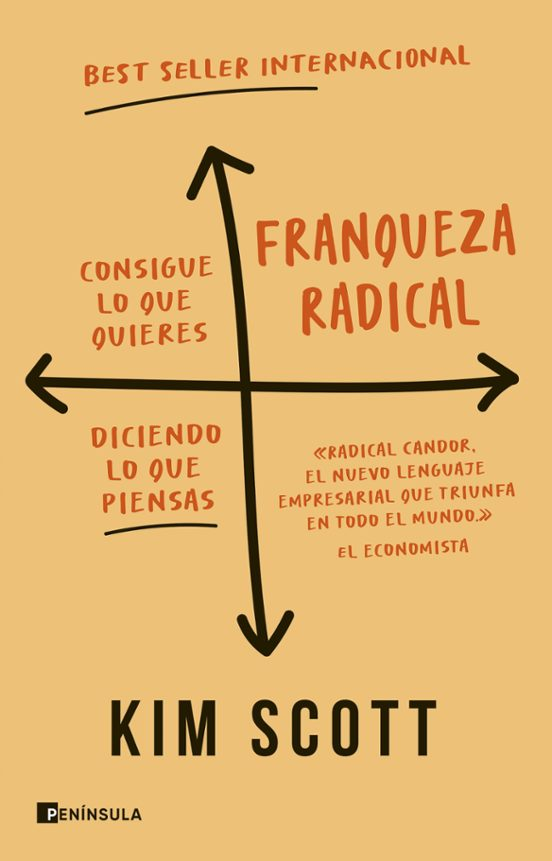 BEST SELLER INTERNACIONAL
FRANQUEZA
RADICAL
CONSIGUE
LO QUE
QUIERES
DICIENDO
LO QUE
PIENSAS
«RADICAL CANDOR,
EL NUEVO LENGUAJE
EMPRESARIAL QUE TRIUNFA
EN TODO EL MUNDO.»
EL ECONOMISTA
KIM SCOTT
PENÍNSULA